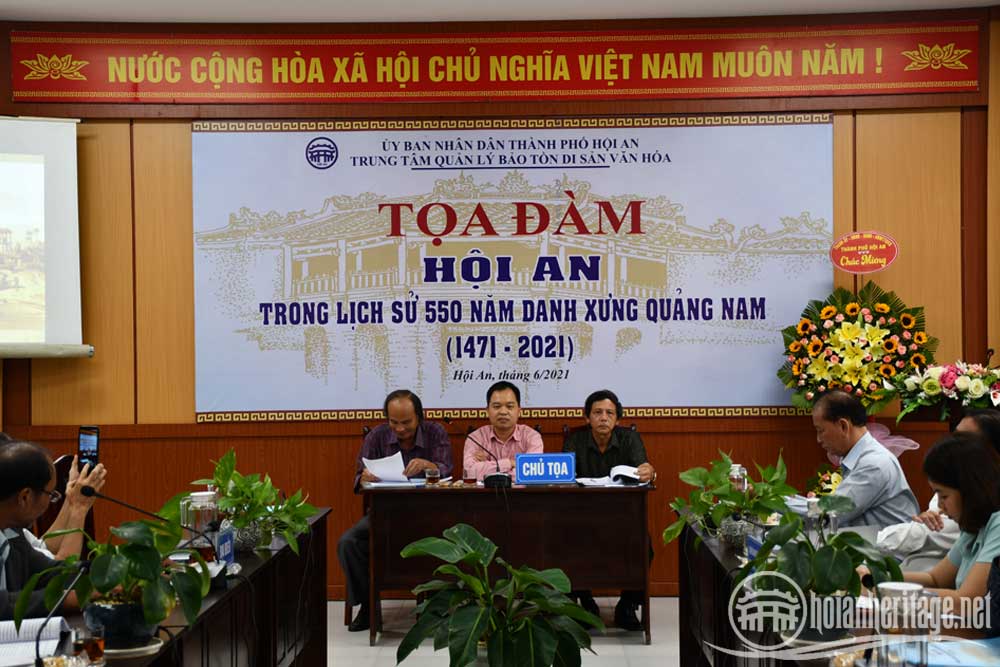 NƯỚC CỘNG HÒA XÃ HỘI CHỦ NGHĨA VIỆT NAM MUÔN NĂM !
ỦY BAN NHÂN DÂN THÀNH PHỐ HỘI AN
TRUNG TÂM QUẢN LÝ BẢO TỒN DI SẢN VĂN HÓA
TỌA ĐÀM
HỘI AN
TRONG LỊCH SỬ 550 NĂM DANH XƯNG QUẢNG NAM
(1471 - 2021)
Hội An, tháng 6/2021
THÀNH PHỐ HỘI AN
Chúc Mừng
CHỦ TỌA
hoianheritage.net